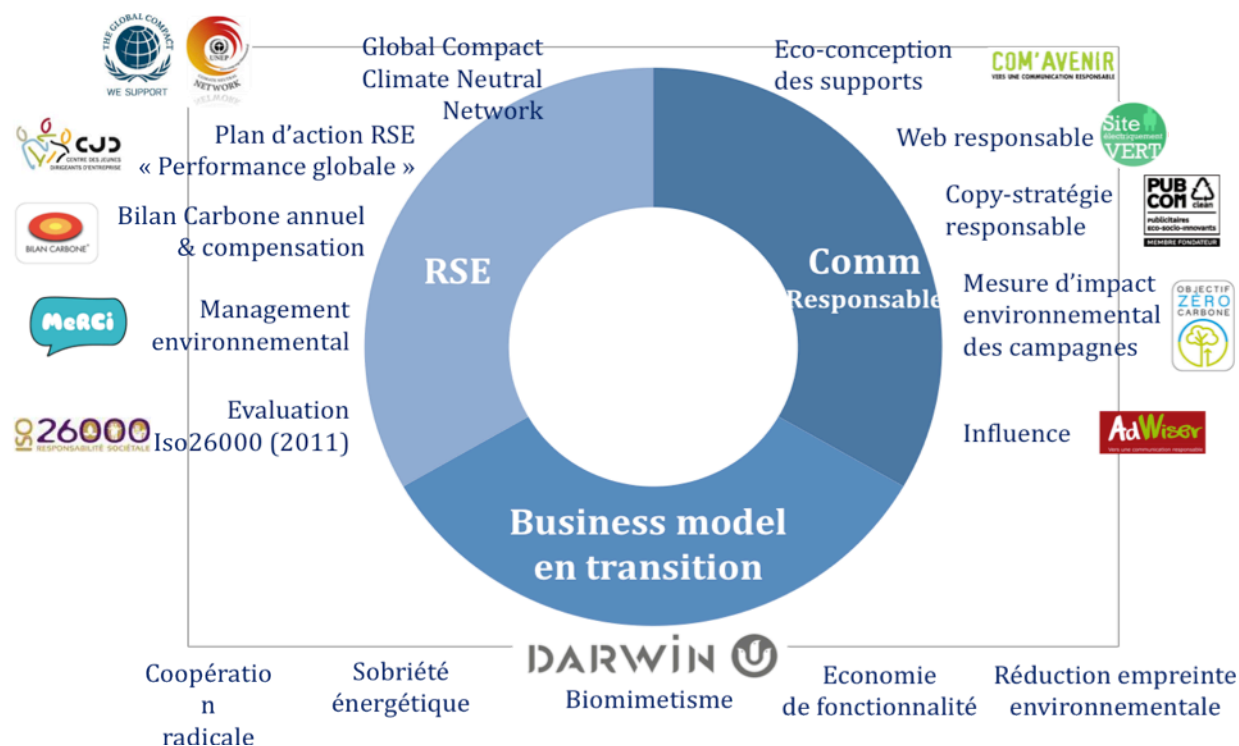 THE GLOBAL COMPACT
WE SUPPORT
UNEP
CLIMATE NEUTRAL
NETWORK
Global Compact
Climate Neutral
Network
CJD
CENTRE DES JEUNES
DIRIGEANTS D'ENTREPRISE
Plan d'action RSE
« Performance globale »
BILAN CARBONE
Bilan Carbone annuel
& compensation
MeRCi
Management
environnemental
ISO 26000
RESPONSABILITÉ SOCIÉTALE
Evaluation
Iso26000 (2011)
RSE
Comm
Responsable
Business model
en transition
Eco-conception
des supports
COM'AVENIR
VERS UNE COMMUNICATION RESPONSABLE
Web responsable
Site
électriquement
VERT
Copy-stratégie
responsable
PUB
COM clean
publicitaires
éco-socio-innovants
MEMBRE FONDATEUR
Mesure d'impact
environnemental
des campagnes
OBJECTIF
ZÉRO
CARBONE
Influence
AdWiser
Vers une communication responsable
DARWIN
Coopératio
n
radicale
Sobriété
énergétique
Biomimetisme
Economie
de fonctionnalité
Réduction empreinte
environnementale